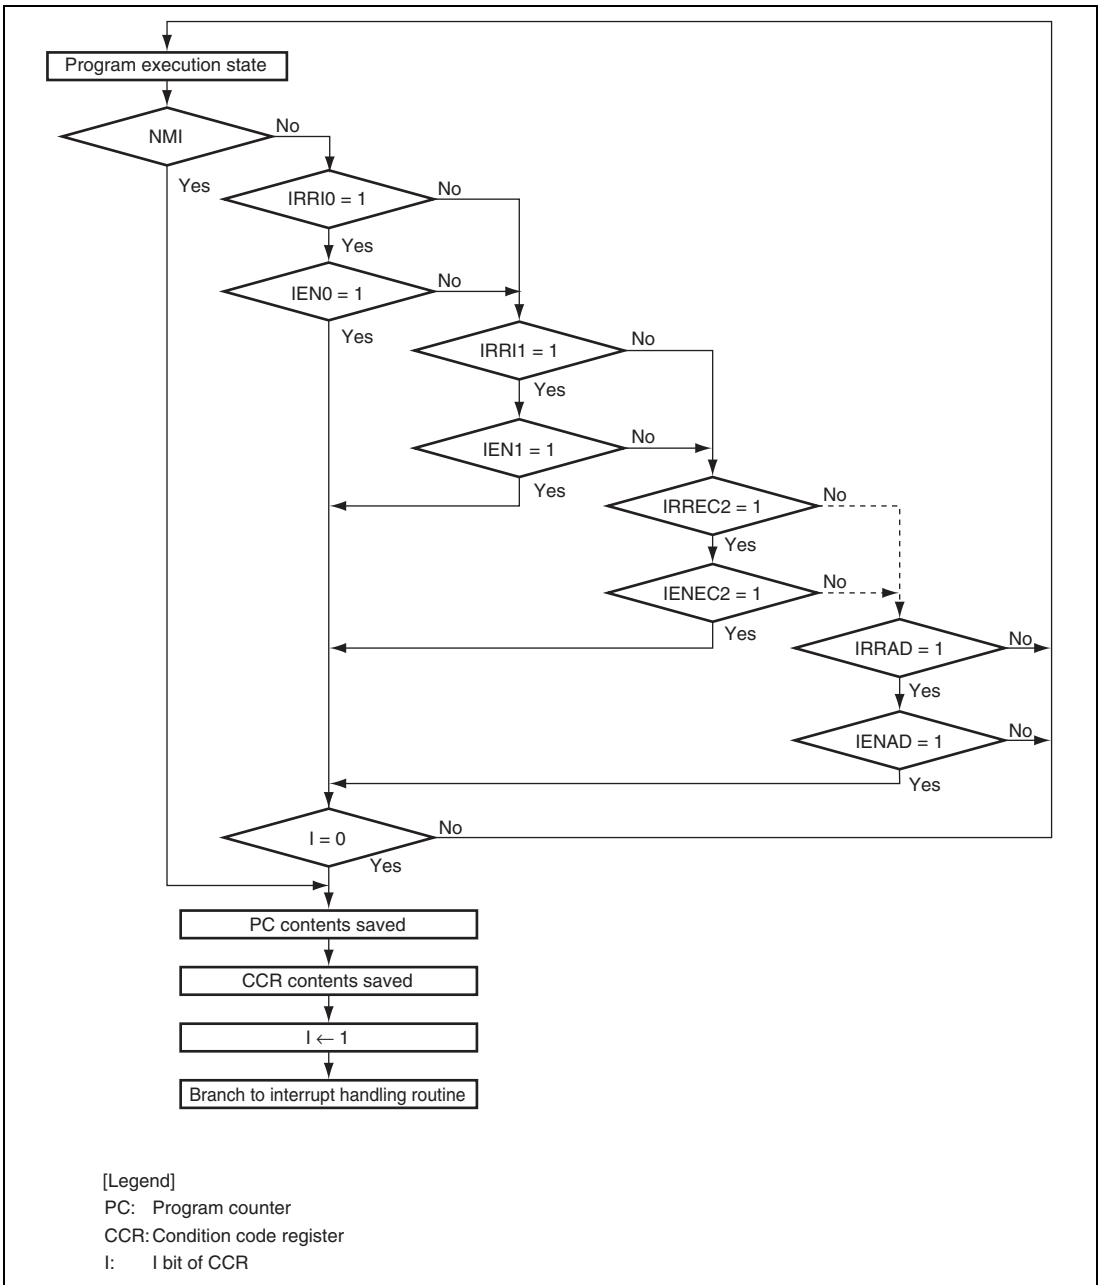 Program execution state
NMI
No
Yes
IRRI0 = 1
No
Yes
IEN0 = 1
No
Yes
IRRI1 = 1
No
Yes
IEN1 = 1
No
Yes
IRREC2 = 1
No
Yes
IENEC2 = 1
No
Yes
IRRAD = 1
No
Yes
IENAD = 1
No
Yes
I = 0
No
Yes
PC contents saved
CCR contents saved
I ← 1
Branch to interrupt handling routine
[Legend]
PC: Program counter
CCR: Condition code register
I: I bit of CCR